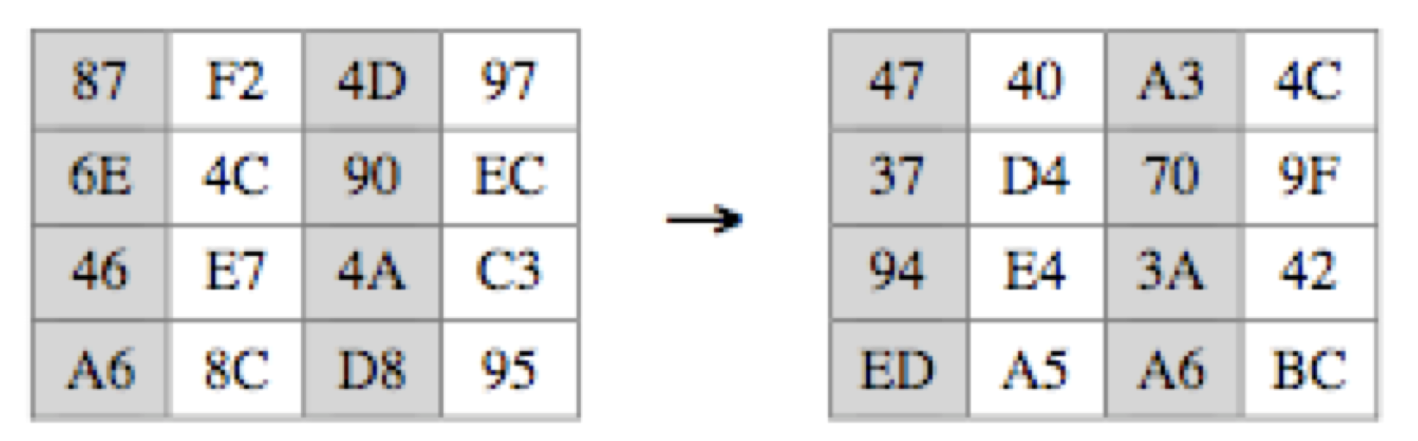 87 F2 4D 97 47 40 A3 4C
6E 4C 90 EC 37 D4 70 9F
→
46 E7 4A C3 94 E4 3A 42
A6 8C D8 95 ED A5 A6 BC